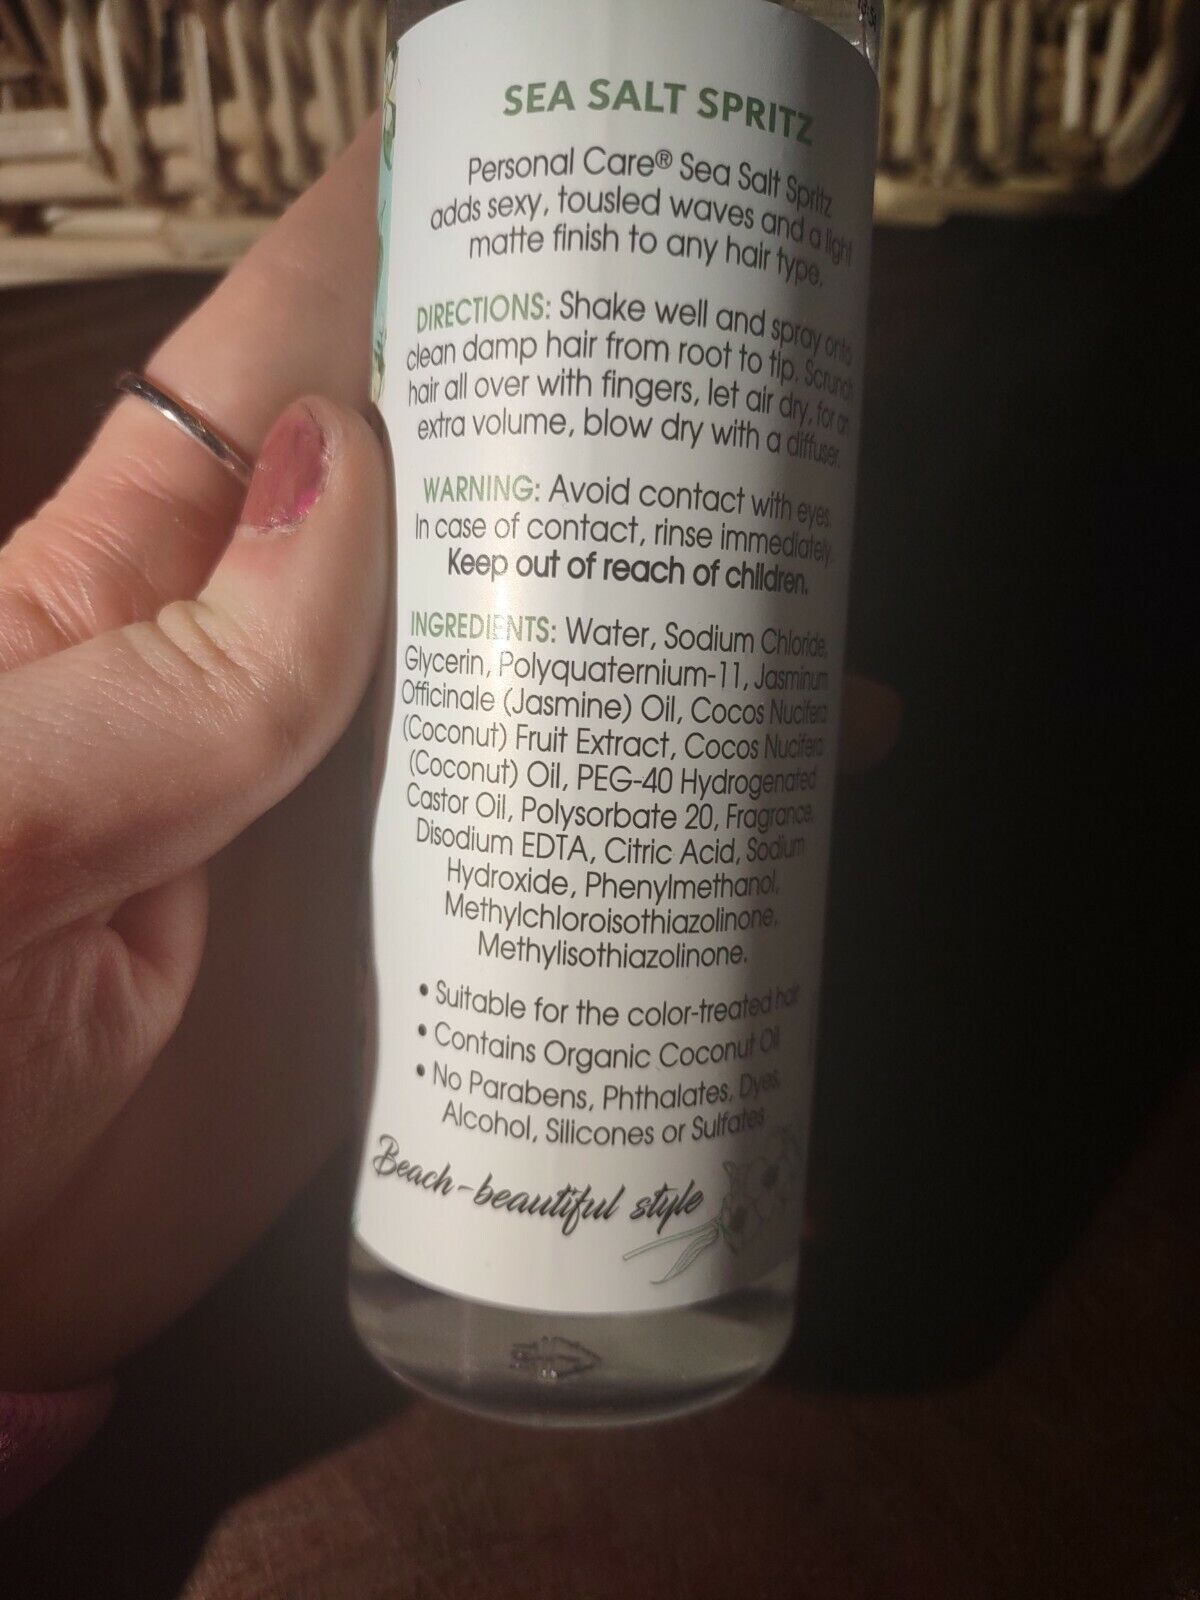 SEA SALT SPRITZ
Personal Care® Sea Salt Spritz
adds sexy, tousled waves and a light
matte finish to any hair type.
DIRECTIONS: Shake well and spray onto
clean damp hair from root to tip. Scrunch
hair all over with fingers, let air dry, for an
extra volume, blow dry with a diffuser.
WARNING: Avoid contact with eyes.
In case of contact, rinse immediately.
Keep out of reach of children.
INGREDIENTS: Water, Sodium Chloride,
Glycerin, Polyquaternium-11, Jasminum
Officinale (Jasmine) Oil, Cocos Nucifera
(Coconut) Fruit Extract, Cocos Nucifera
(Coconut) Oil, PEG-40 Hydrogenated
Castor Oil, Polysorbate 20, Fragrance,
Disodium EDTA, Citric Acid, Sodium
Hydroxide, Phenylmethanol,
Methylchloroisothiazolinone,
Methylisothiazolinone.
• Suitable for the color-treated hair
• Contains Organic Coconut Oil
• No Parabens, Phthalates, Dyes,
Alcohol, Silicones or Sulfates
Beach-beautiful style